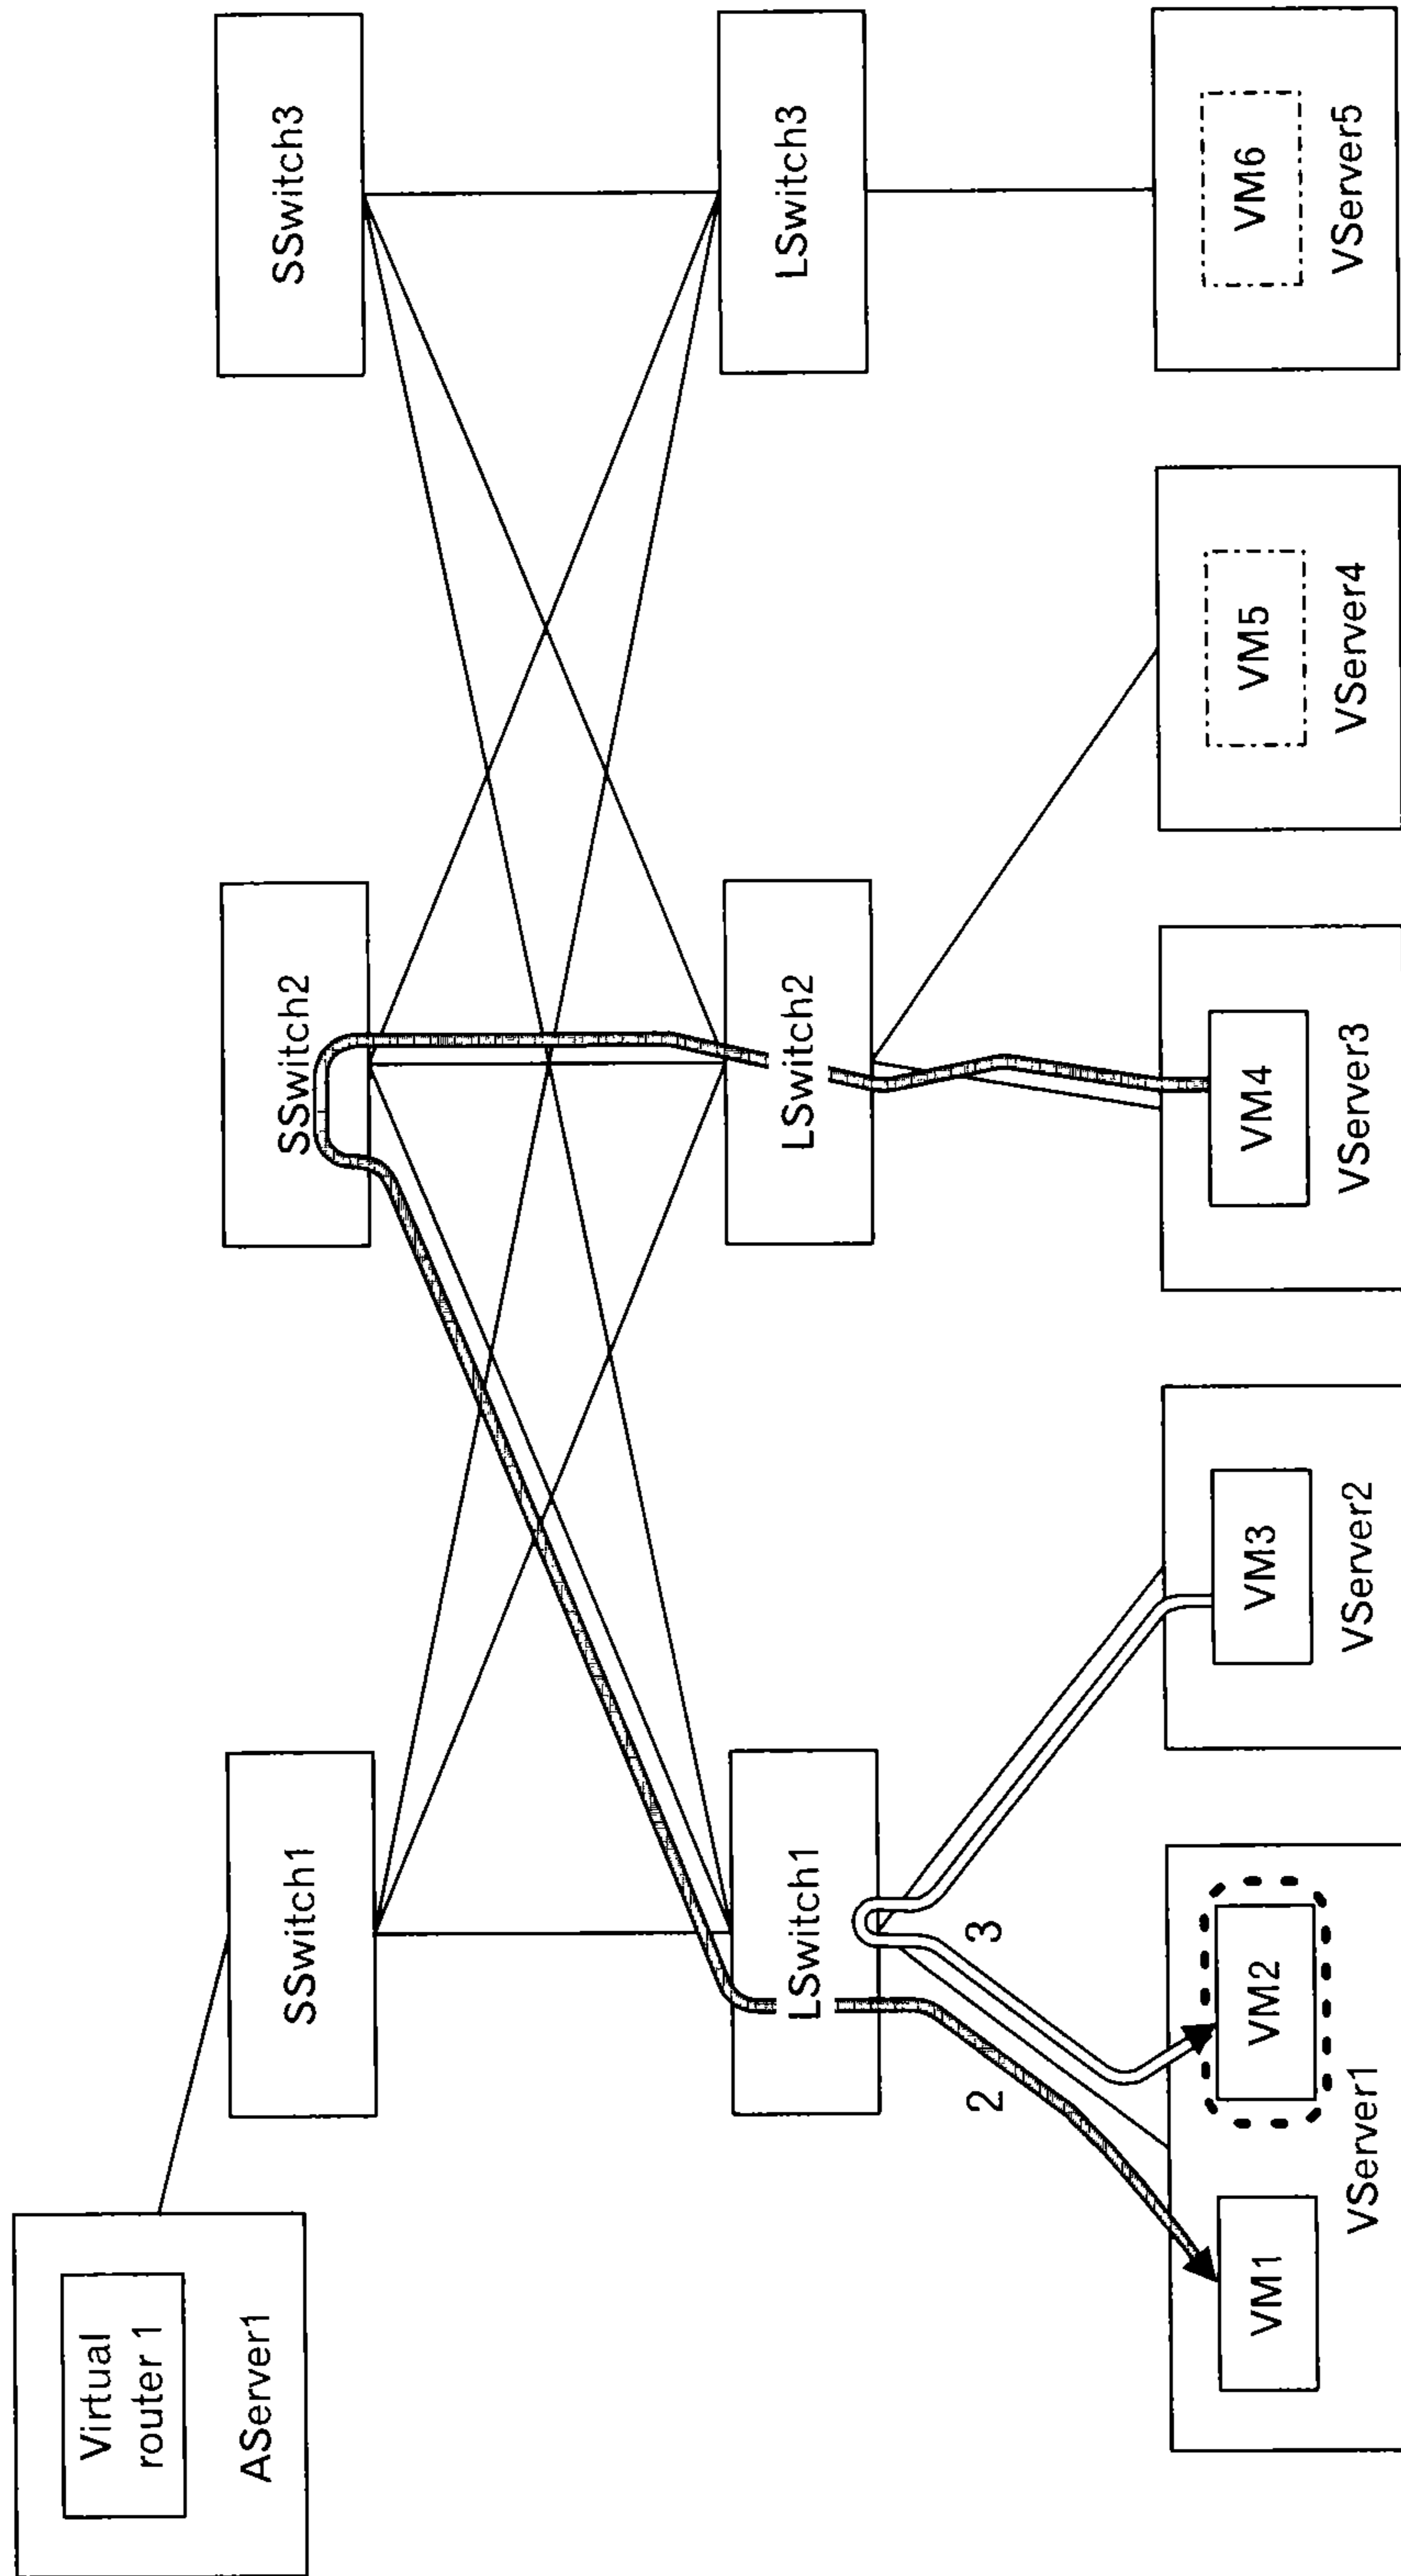 Virtual
router 1
AServer1
SSwitch1
SSwitch2
SSwitch3
LSwitch1
LSwitch2
LSwitch3
2
3
VM1
VM2
VM3
VM4
VM5
VM6
VServer1
VServer2
VServer3
VServer4
VServer5